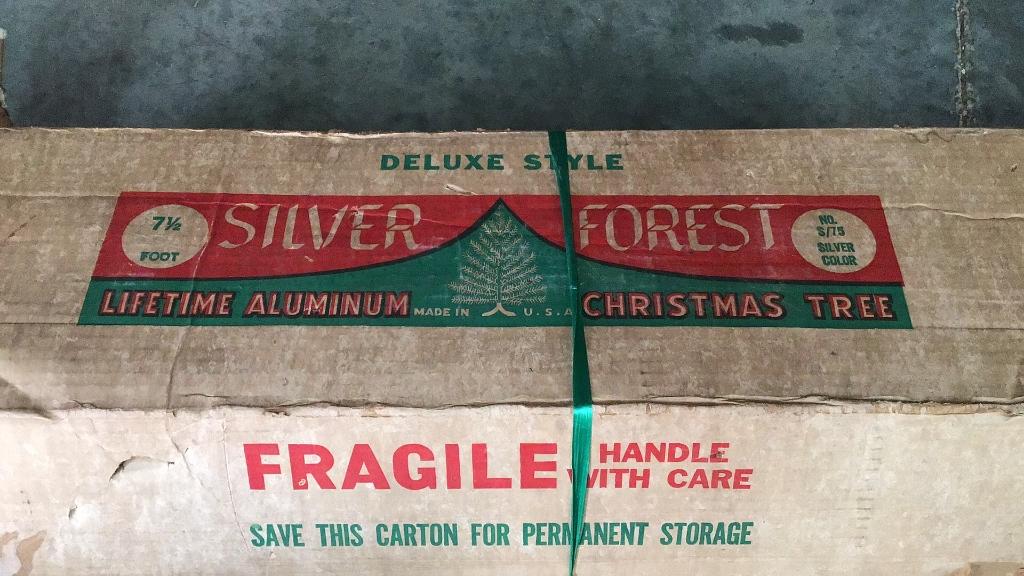 DELUXE STYLE
7½ FOOT
SILVER FOREST
NO. S/75 SILVER COLOR
LIFETIME ALUMINUM MADE IN U.S.A CHRISTMAS TREE
FRAGILE HANDLE WITH CARE
SAVE THIS CARTON FOR PERMANENT STORAGE